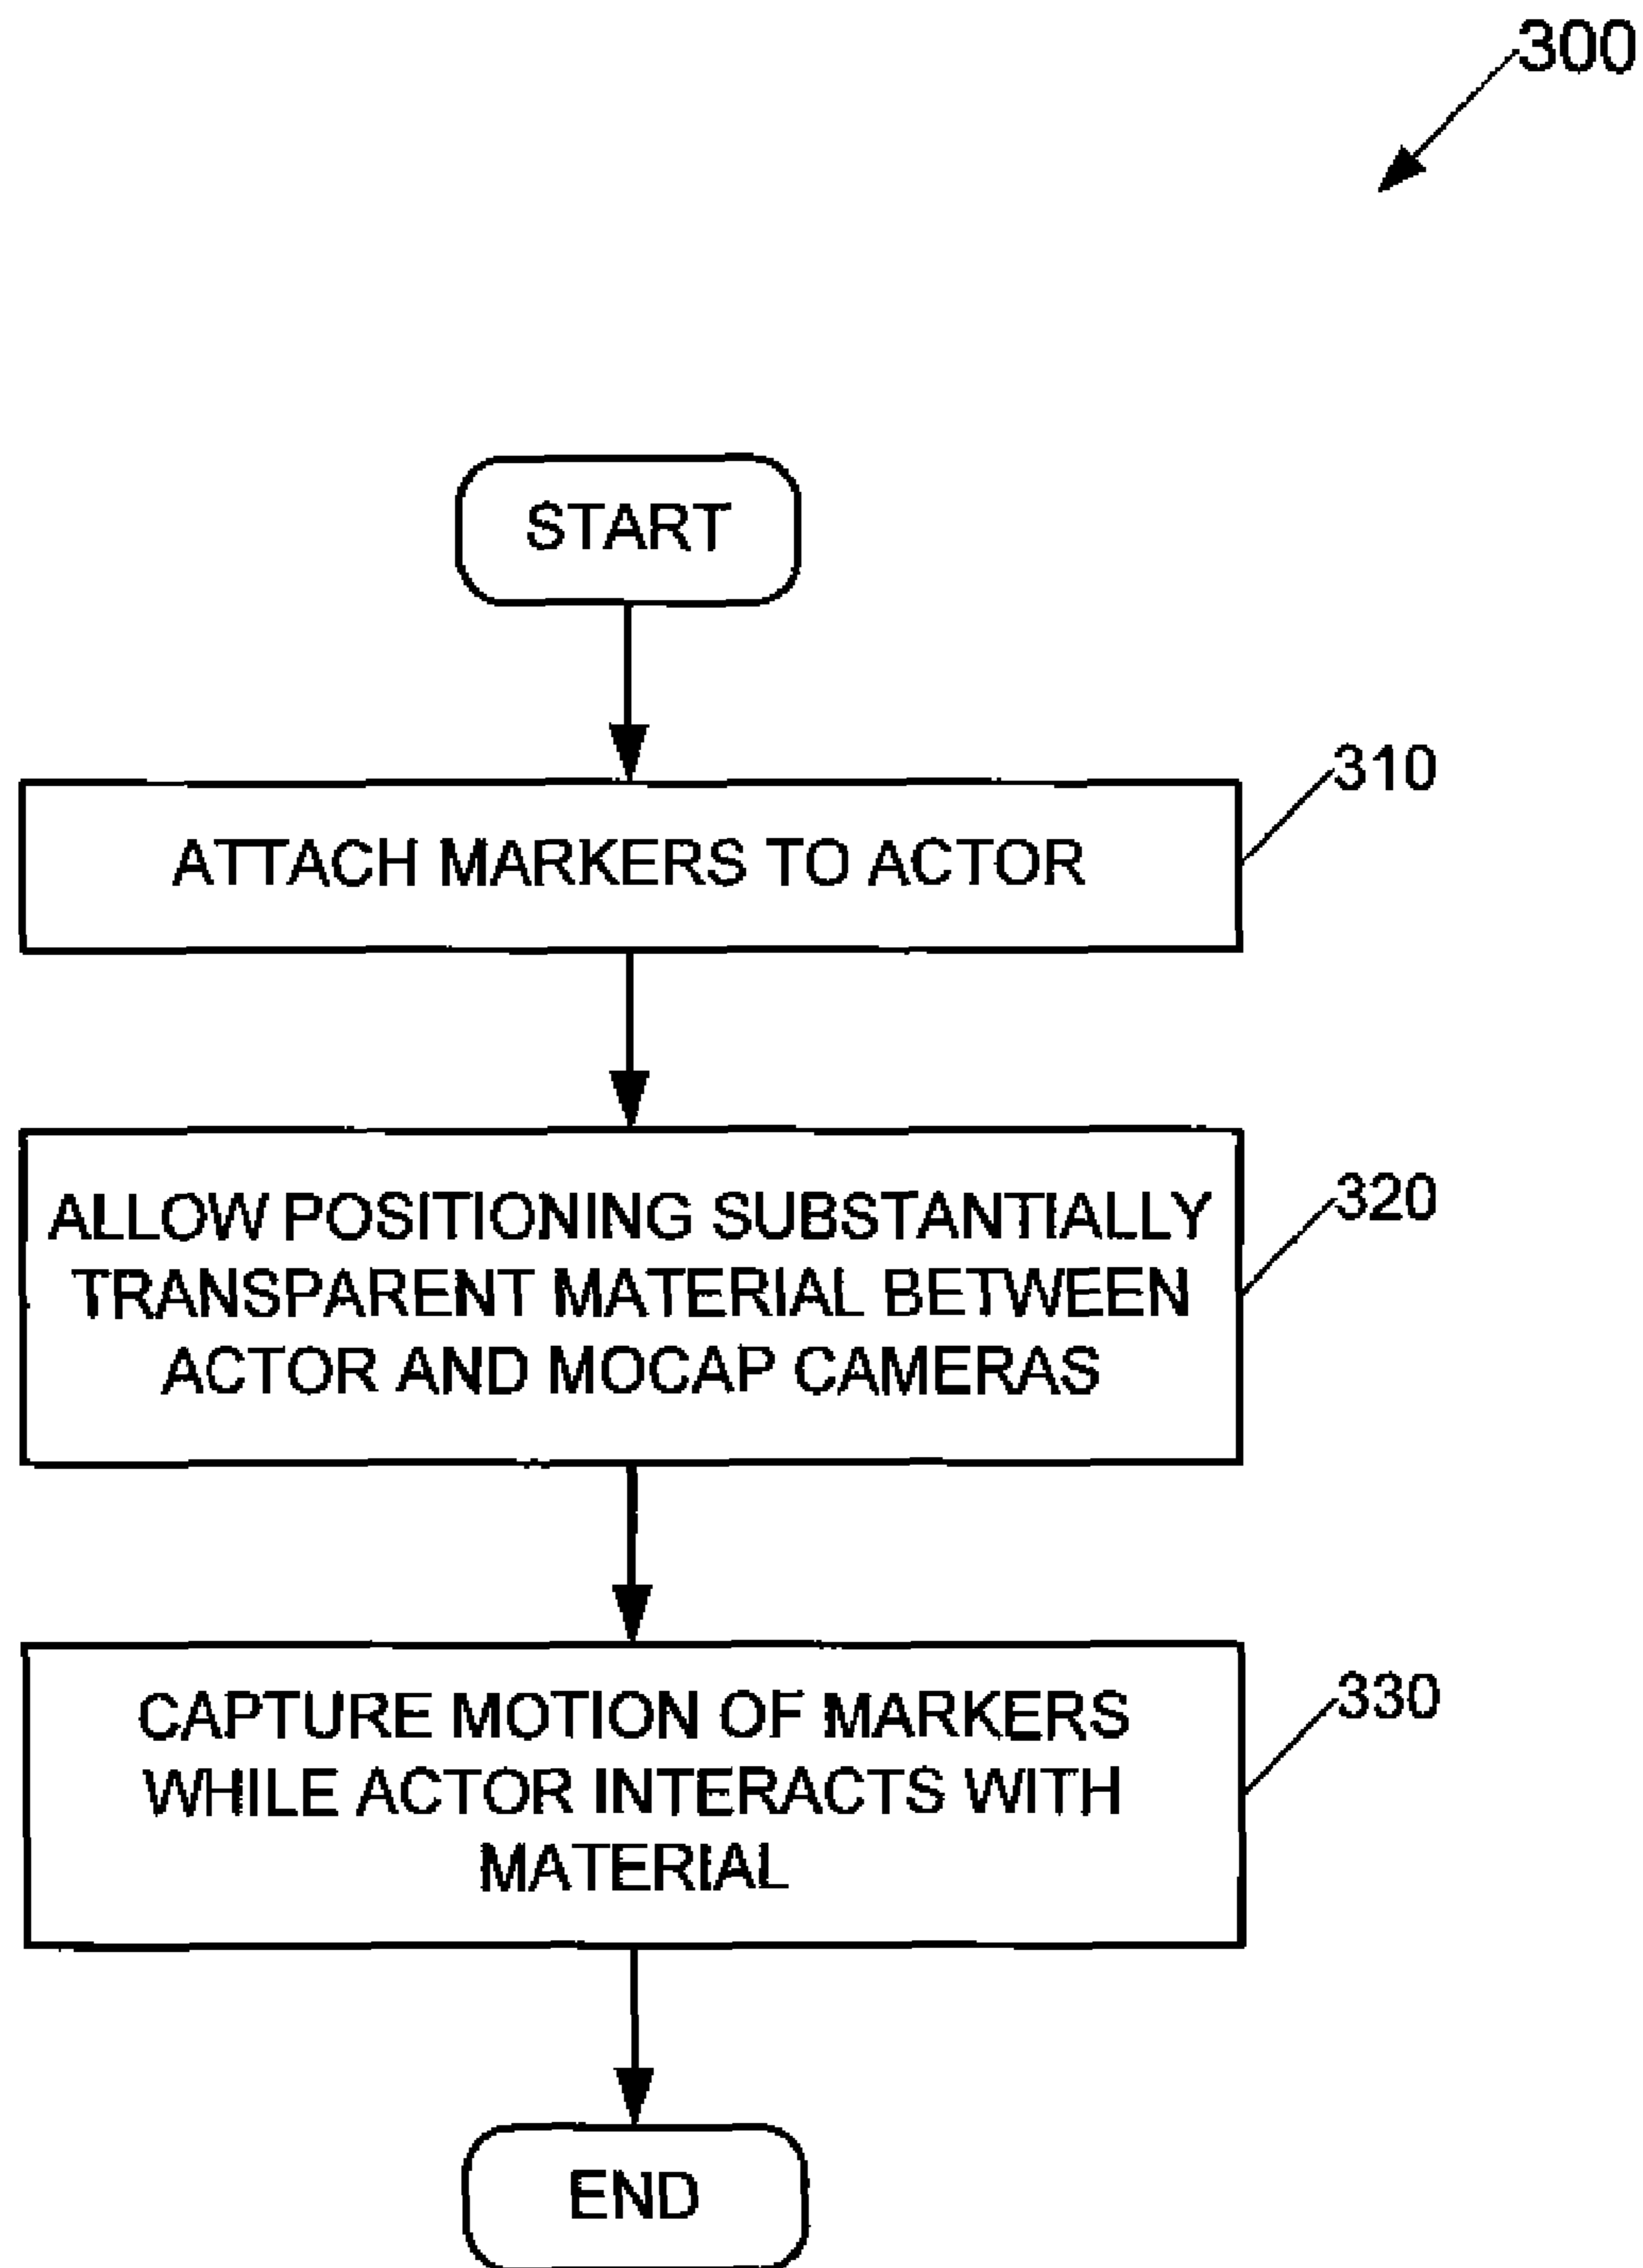 300
START
310
ATTACH MARKERS TO ACTOR
320
ALLOW POSITIONING SUBSTANTIALLY
TRANSPARENT MATERIAL BETWEEN
ACTOR AND MOCAP CAMERAS
330
CAPTURE MOTION OF MARKERS
WHILE ACTOR INTERACTS WITH
MATERIAL
END